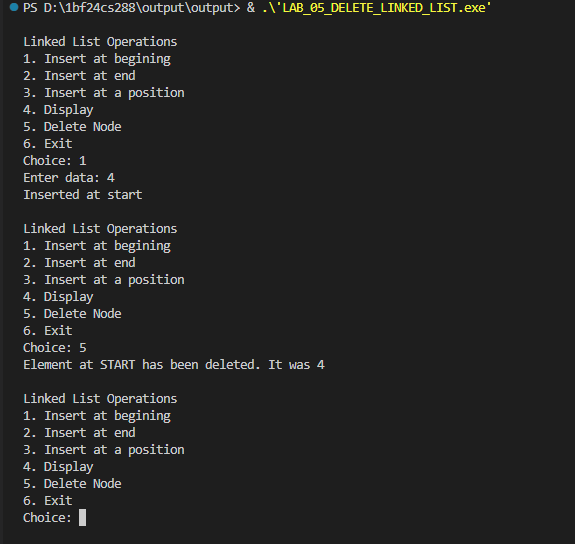 PS D:\1bf24cs288\output\output> & .\'LAB_05_DELETE_LINKED_LIST.exe'
Linked List Operations
1. Insert at begining
2. Insert at end
3. Insert at a position
4. Display
5. Delete Node
6. Exit
Choice: 1
Enter data: 4
Inserted at start
Linked List Operations
1. Insert at begining
2. Insert at end
3. Insert at a position
4. Display
5. Delete Node
6. Exit
Choice: 5
Element at START has been deleted. It was 4
Linked List Operations
1. Insert at begining
2. Insert at end
3. Insert at a position
4. Display
5. Delete Node
6. Exit
Choice: